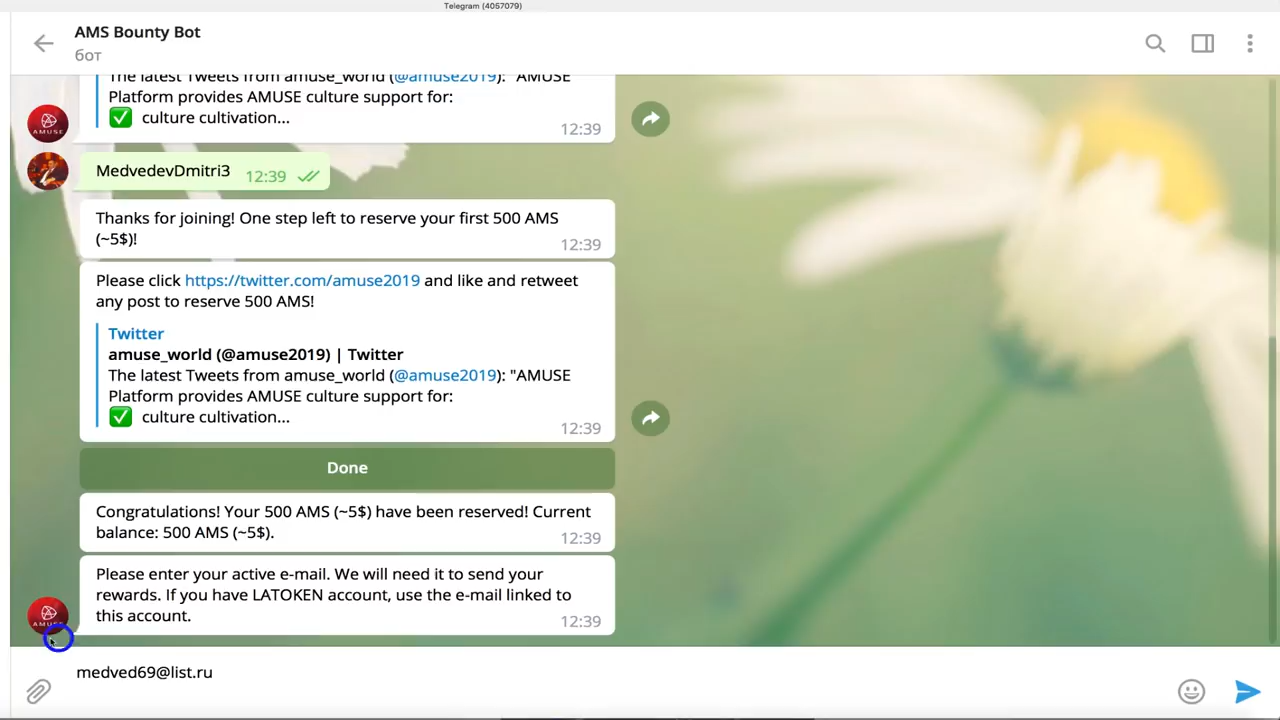 Telegram (4057079)
AMS Bounty Bot
бот
The latest Tweets from amuse_world (@amuse2019): "AMUSE
Platform provides AMUSE culture support for:
✅ culture cultivation...
12:39
AMUSE
MedvedevDmitri3 12:39
Thanks for joining! One step left to reserve your first 500 AMS
(~5$)!
12:39
Please click https://twitter.com/amuse2019 and like and retweet
any post to reserve 500 AMS!
Twitter
amuse_world (@amuse2019) | Twitter
The latest Tweets from amuse_world (@amuse2019): "AMUSE
Platform provides AMUSE culture support for:
✅ culture cultivation...
12:39
Done
Congratulations! Your 500 AMS (~5$) have been reserved! Current
balance: 500 AMS (~5$).
12:39
Please enter your active e-mail. We will need it to send your
rewards. If you have LATOKEN account, use the e-mail linked to
this account.
12:39
AMUSE
medved69@list.ru